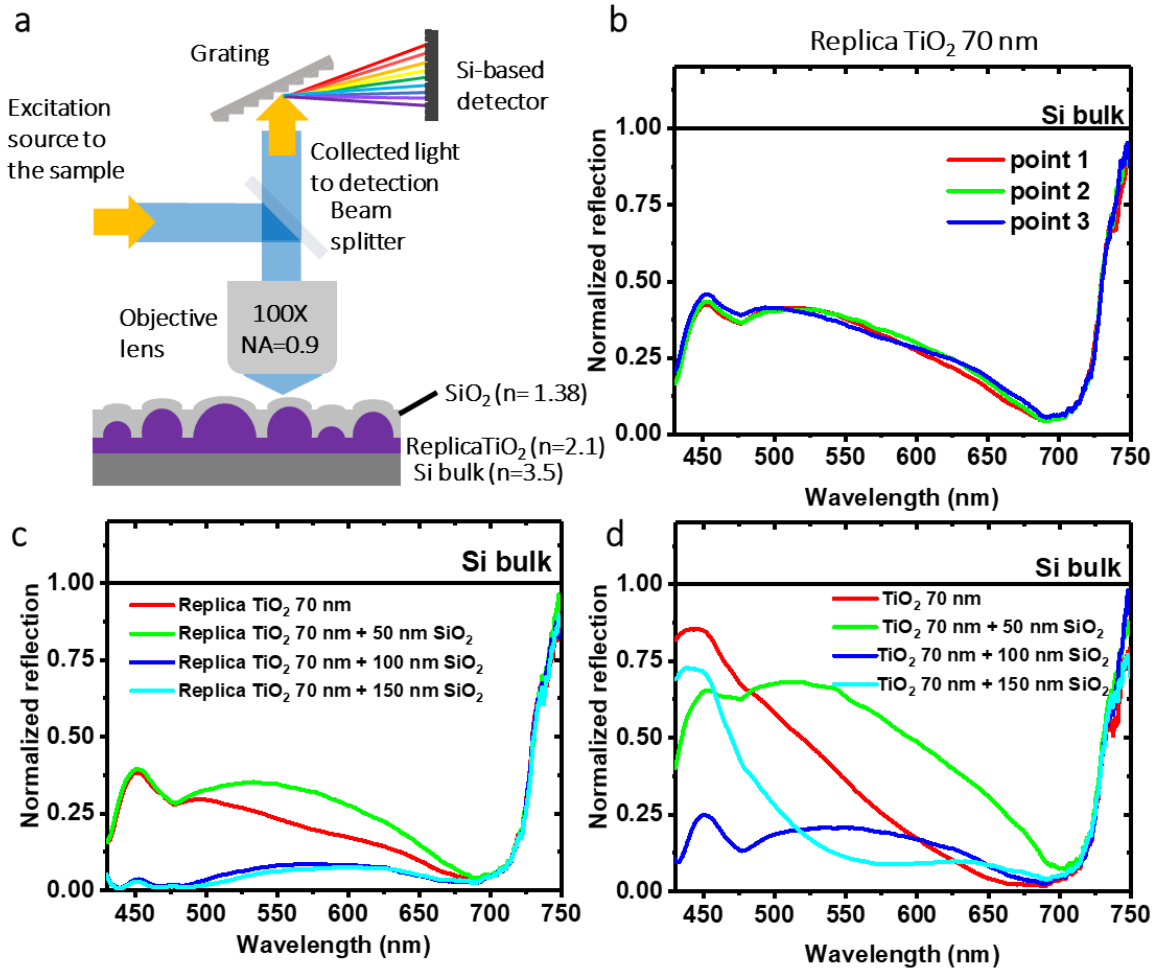 a
Grating
Si-based
detector
Excitation
source to
the sample
Collected light
to detection
Beam
splitter
Objective
lens
100X
NA=0.9
SiO₂ (n= 1.38)
ReplicaTiO₂ (n=2.1)
Si bulk (n=3.5)
b
Replica TiO₂ 70 nm
Si bulk
point 1
point 2
point 3
Normalized reflection
1.00
0.75
0.50
0.25
0.00
450 500 550 600 650 700 750
Wavelength (nm)
c
Si bulk
Replica TiO₂ 70 nm
Replica TiO₂ 70 nm + 50 nm SiO₂
Replica TiO₂ 70 nm + 100 nm SiO₂
Replica TiO₂ 70 nm + 150 nm SiO₂
Normalized reflection
1.00
0.75
0.50
0.25
0.00
450 500 550 600 650 700 750
Wavelength (nm)
d
Si bulk
TiO₂ 70 nm
TiO₂ 70 nm + 50 nm SiO₂
TiO₂ 70 nm + 100 nm SiO₂
TiO₂ 70 nm + 150 nm SiO₂
Normalized reflection
1.00
0.75
0.50
0.25
0.00
450 500 550 600 650 700 750
Wavelength (nm)